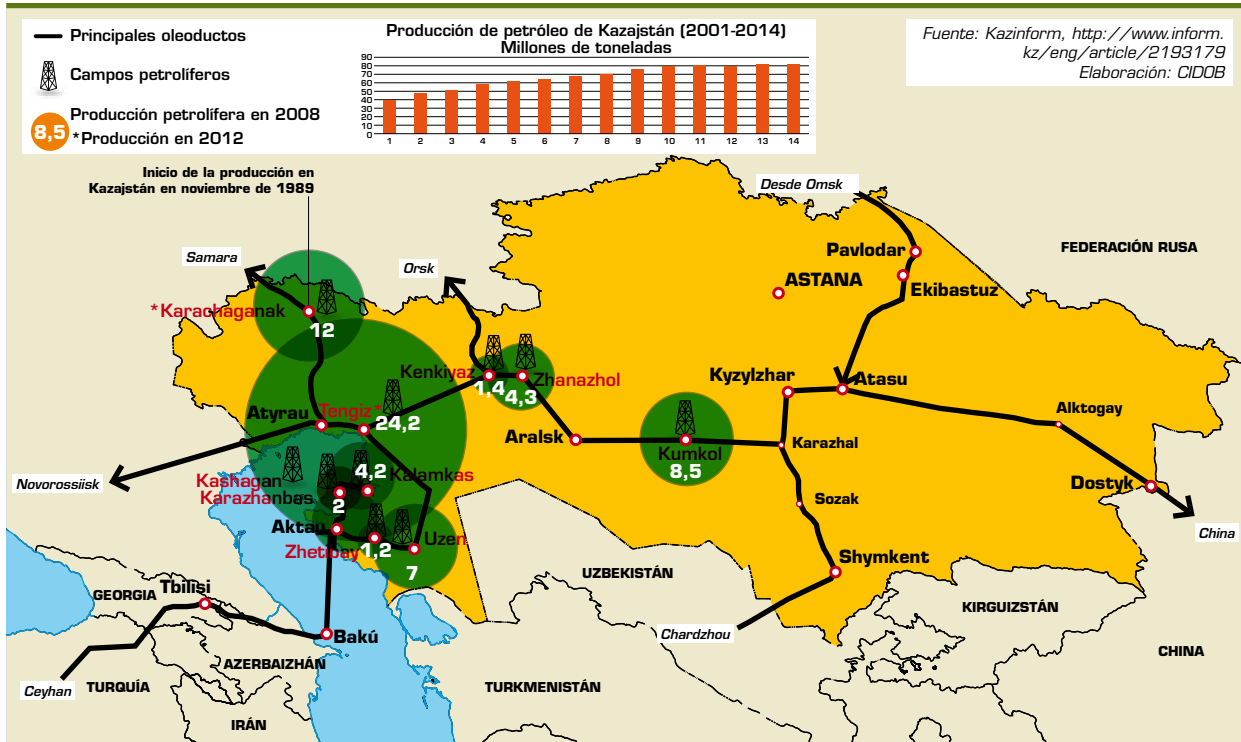 Principales oleoductos
Campos petrolíferos
8,5
Producción petrolífera en 2008
*Producción en 2012
Producción de petróleo de Kazajstán (2001-2014)
Millones de toneladas
90
80
70
60
50
40
30
20
10
0
1 2 3 4 5 6 7 8 9 10 11 12 13 14
Fuente: Kazinform, http://www.inform.
kz/eng/article/2193179
Elaboración: CIDOB
Inicio de la producción en
Kazajstán en noviembre de 1989
Desde Omsk
Samara
Orsk
Pavlodar
FEDERACIÓN RUSA
ASTANA
Ekibastuz
*Karachaganak
12
Kenkiyaz
1,4
Zhanazhol
4,3
Kyzylzhar
Atasu
Atyrau
Tengiz*
24,2
Alktogay
Aralsk
Kumkol
8,5
Karazhal
Novorossiisk
Kashagan
4,2
Kalamkas
Karazhanbas
2
Dostyk
Sozak
Aktau
Zhetibay
1,2
Uzen
7
China
Shymkent
UZBEKISTÁN
Tbilisi
GEORGIA
KIRGUIZSTÁN
Bakú
Chardzhou
CHINA
AZERBAIZHÁN
Ceyhan
TURQUÍA
TURKMENISTÁN
IRÁN